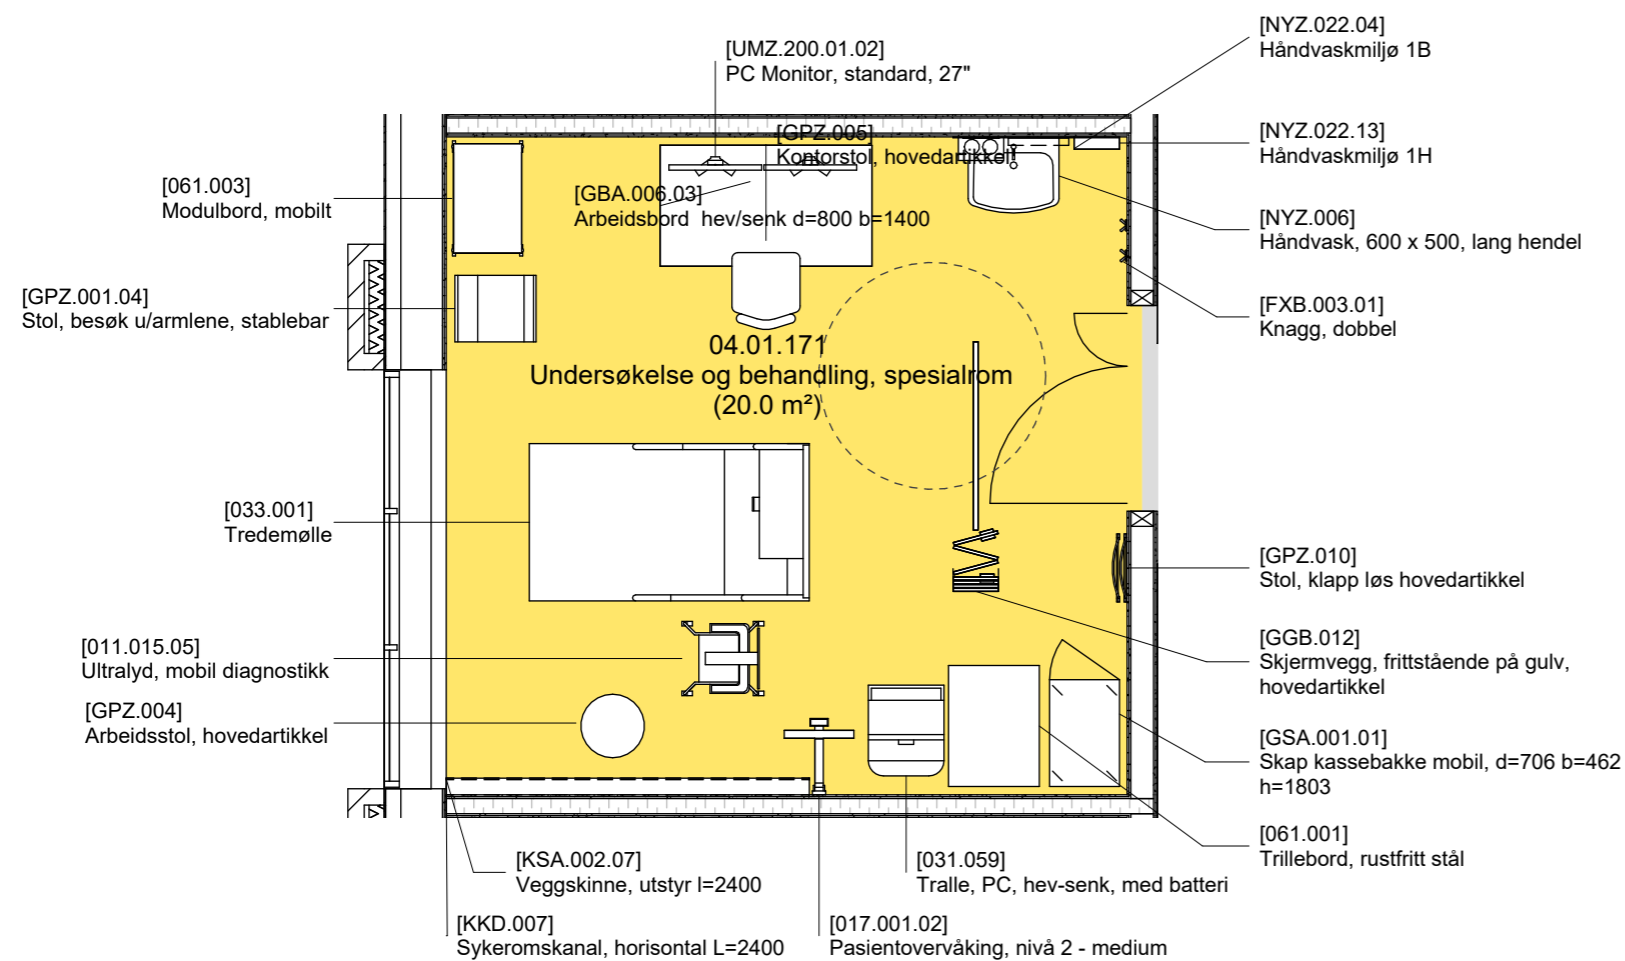 [UMZ.200.01.02]
PC Monitor, standard, 27"
[NYZ.022.04]
Håndvaskmiljø 1B
[GPZ.005]
Kontorstol, hovedartikkel
[NYZ.022.13]
Håndvaskmiljø 1H
[061.003]
Modulbord, mobilt
[GBA.006.03]
Arbeidsbord hev/senk d=800 b=1400
[NYZ.006]
Håndvask, 600 x 500, lang hendel
[GPZ.001.04]
Stol, besøk u/armlene, stablebar
[FXB.003.01]
Knagg, dobbel
04.01.171
Undersøkelse og behandling, spesialrom
(20.0 m²)
[033.001]
Tredemølle
[GPZ.010]
Stol, klapp løs hovedartikkel
[011.015.05]
Ultralyd, mobil diagnostikk
[GGB.012]
Skjermvegg, frittstående på gulv,
hovedartikkel
[GPZ.004]
Arbeidsstol, hovedartikkel
[GSA.001.01]
Skap kassebakke mobil, d=706 b=462
h=1803
[061.001]
Trillebord, rustfritt stål
[KSA.002.07]
Veggskinne, utstyr l=2400
[031.059]
Tralle, PC, hev-senk, med batteri
[KKD.007]
Sykeromskanal, horisontal L=2400
[017.001.02]
Pasientovervåking, nivå 2 - medium